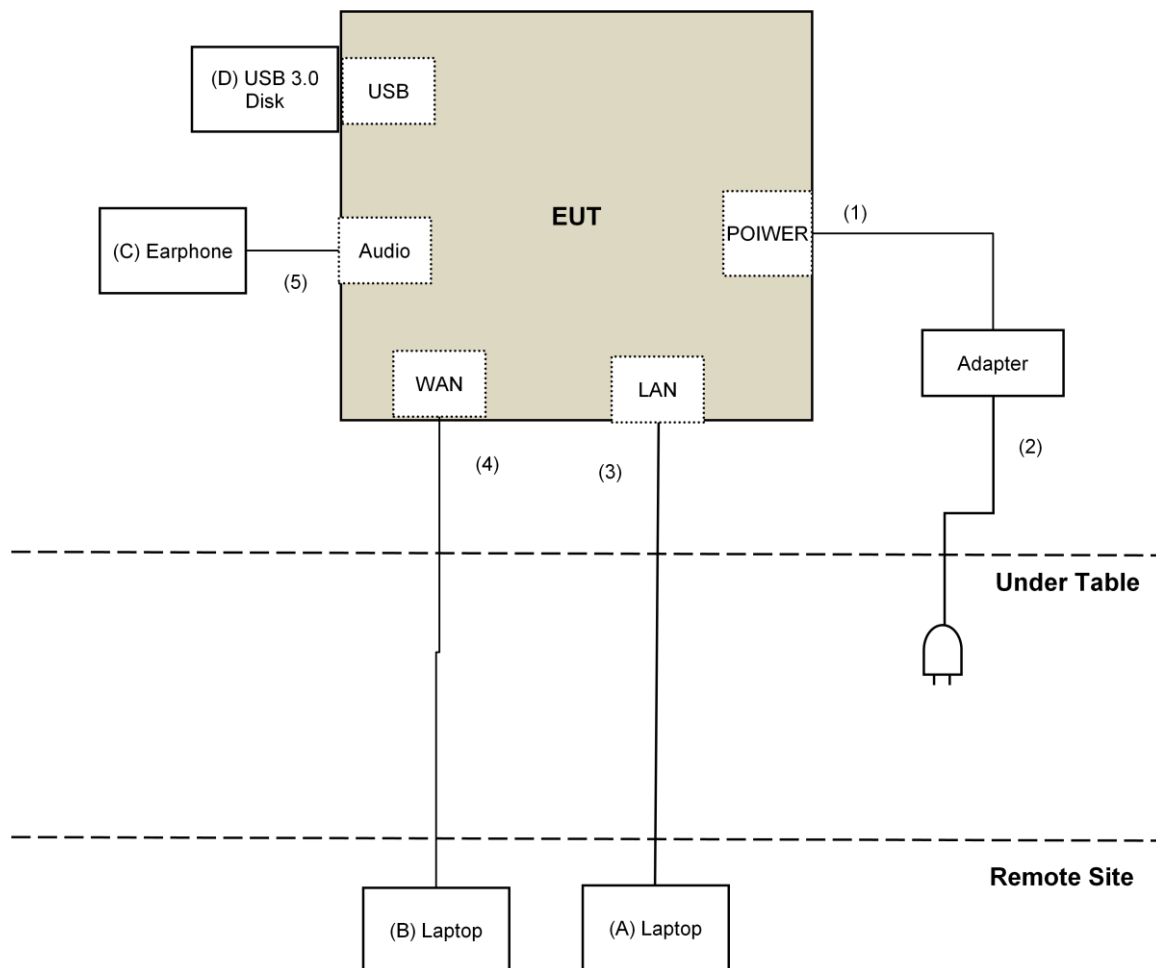 (D) USB 3.0
Disk
USB
EUT
(1)
POIWER
(C) Earphone
Audio
(5)
Adapter
WAN
LAN
(2)
(4)
(3)
Under Table
Remote Site
(B) Laptop
(A) Laptop